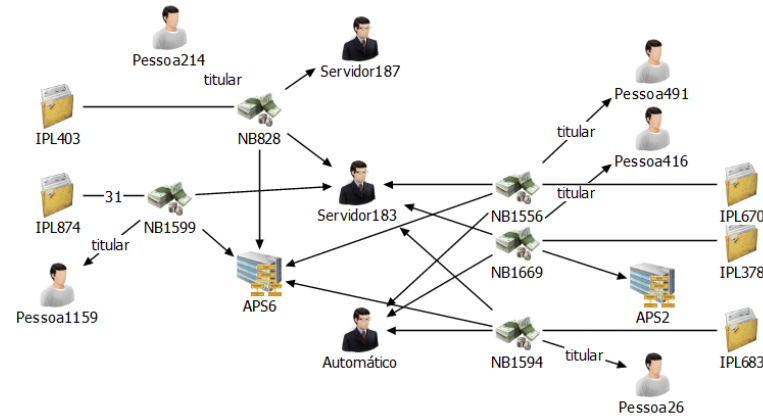 Pessoa214
titular
Servidor187
Pessoa491
titular
IPL403
NB828
Pessoa416
titular
IPL874
31
NB1599
Servidor183
NB1556
IPL670
titular
NB1669
IPL378
Pessoa1159
APS6
APS2
Automático
NB1594
titular
IPL683
Pessoa26